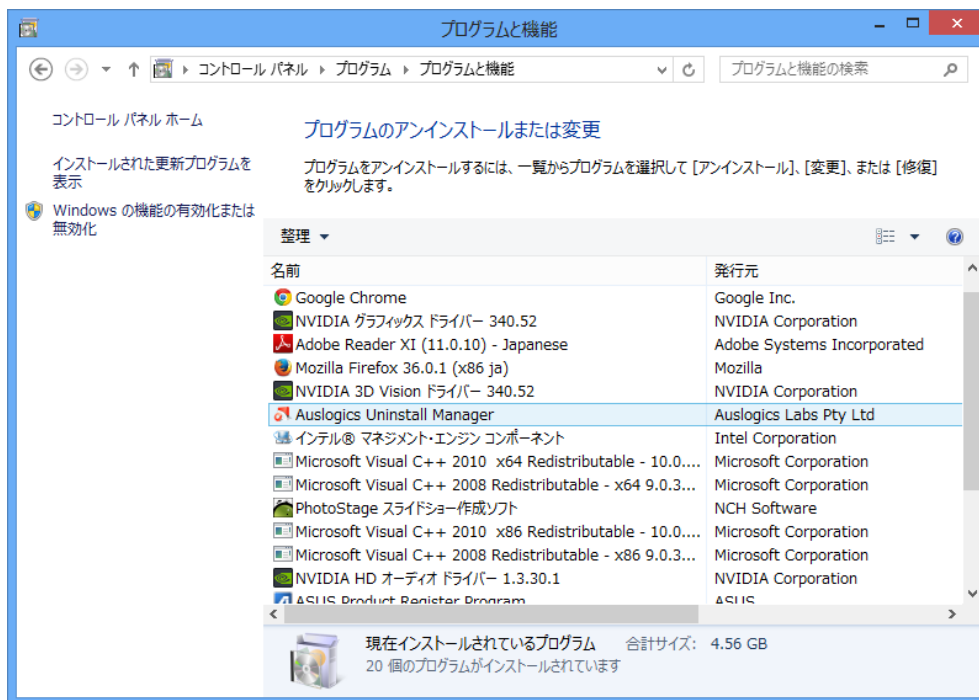 プログラムと機能
コントロール パネル
プログラム
プログラムと機能
プログラムと機能の検索
コントロール パネル ホーム
インストールされた更新プログラムを
表示
Windows の機能の有効化または
無効化
プログラムのアンインストールまたは変更
プログラムをアンインストールするには、一覧からプログラムを選択して [アンインストール]、[変更]、または [修復]
をクリックします。
整理
名前 発行元
Google Chrome Google Inc.
NVIDIA グラフィックス ドライバー 340.52 NVIDIA Corporation
Adobe Reader XI (11.0.10) - Japanese Adobe Systems Incorporated
Mozilla Firefox 36.0.1 (x86 ja) Mozilla
NVIDIA 3D Vision ドライバー 340.52 NVIDIA Corporation
Auslogics Uninstall Manager Auslogics Labs Pty Ltd
インテル® マネジメント・エンジン コンポーネント Intel Corporation
Microsoft Visual C++ 2010 x64 Redistributable - 10.0.... Microsoft Corporation
Microsoft Visual C++ 2008 Redistributable - x64 9.0.3... Microsoft Corporation
PhotoStage スライドショー作成ソフト NCH Software
Microsoft Visual C++ 2010 x86 Redistributable - 10.0.... Microsoft Corporation
Microsoft Visual C++ 2008 Redistributable - x86 9.0.3... Microsoft Corporation
NVIDIA HD オーディオ ドライバー 1.3.30.1 NVIDIA Corporation
ASUS Product Register Program ASUS
現在インストールされているプログラム 合計サイズ: 4.56 GB
20 個のプログラムがインストールされています